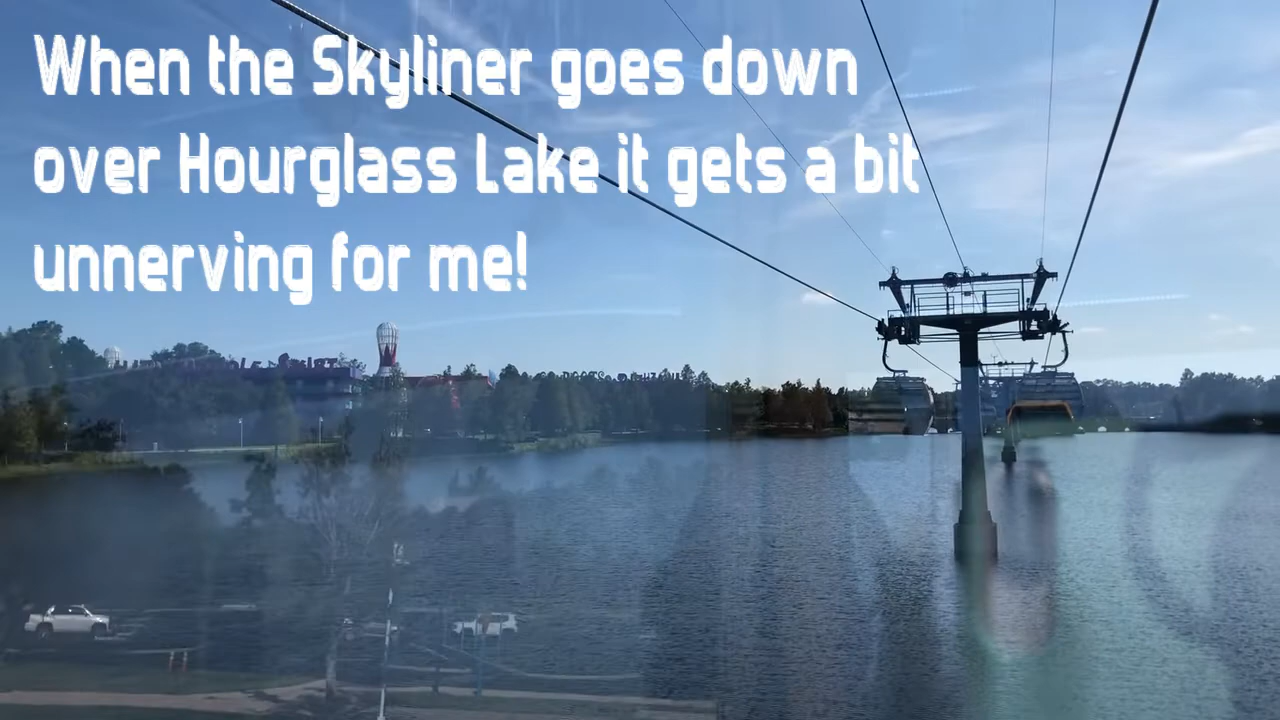 When the Skyliner goes down
over Hourglass Lake it gets a bit
unnerving for me!